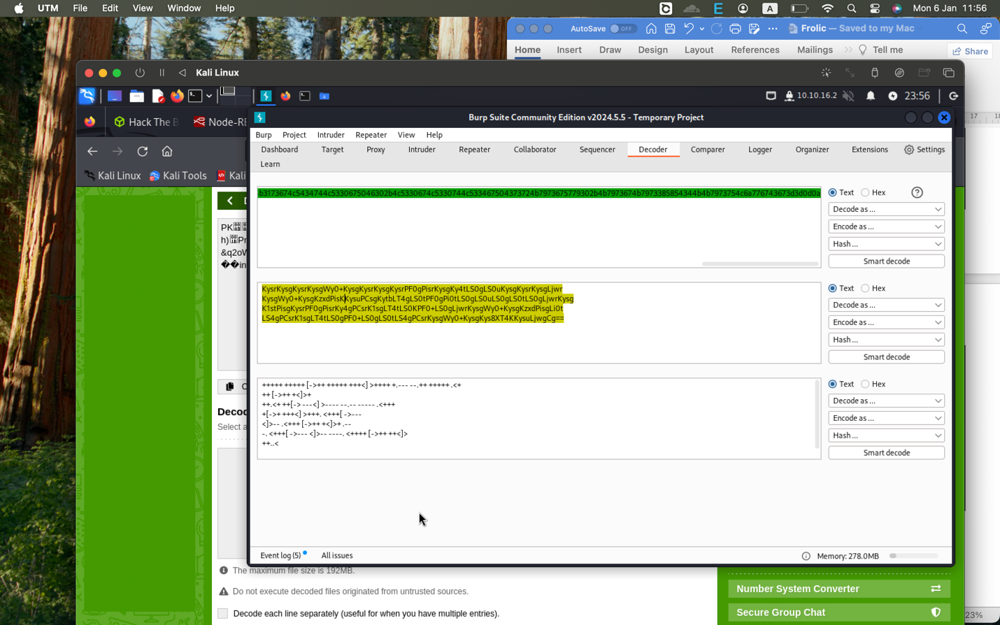 UTM File Edit View Window Help
E A Mon 6 Jan 11:56
AutoSave OFF Frolic — Saved to my Mac
Home Insert Draw Design Layout References Mailings Tell me
Share
Kali Linux
10.10.16.2 23:56
Hack The B Node-RE
17 18
Burp Suite Community Edition v2024.5.5 - Temporary Project
Burp Project Intruder Repeater View Help
Dashboard Target Proxy Intruder Repeater Collaborator Sequencer Decoder Comparer Logger Organizer Extensions Settings
Learn
Kali Linux Kali Tools Kali
b3173674c5434744c5330675046302b4c5330674c5330744c533467504373724b7973675779302b4b7973674b7973385854344b4b7973754c6a776743673d3d0d0a
Text Hex
Decode as ...
Encode as ...
Hash ...
Smart decode
PK
h)
&q2oW
in
KysrKysgKysrKysgWy0+KysgKysrKysgKysrPF0gPisrKysgKy4tLS0gLS0uKysgKysrKysgLjwr
KysgWy0+KysgKzxdPisKKysuPCsgKytbLT4gLS0tPF0gPi0tLS0gLS0uLS0gLS0tLS0gLjwrKysg
K1stPisgKysrPF0gPisrKy4gPCsrK1sgLT4tLS0KPF0+LS0gLjwrKysgWy0+KysgKzxdPisgLi0t
LS4gPCsrK1sgLT4tLS0gPF0+LS0gLS0tLS4gPCsrKysgWy0+KysgKys8XT4KKysuLjwgCg==
Text Hex
Decode as ...
Encode as ...
Hash ...
Smart decode
+++++ +++++ [->++ +++++ +++<] >++++ +.--- --.++ +++++ .<+
++ [->++ +<]>+
++.<+ ++[-> ---<] >---- --.-- ----- .<+++
+[->+ +++<] >+++. <+++[ ->---
<]>-- .<+++ [->++ +<]>+ .--
-. <+++[ ->--- <]>-- ----. <++++ [->++ ++<]>
++..<
Text Hex
Decode as ...
Encode as ...
Hash ...
Smart decode
Decod
Select a
Event log (5) All issues
Memory: 278.0MB
The maximum file size is 192MB.
Do not execute decoded files originated from untrusted sources.
Decode each line separately (useful for when you have multiple entries).
Number System Converter
Secure Group Chat
23%